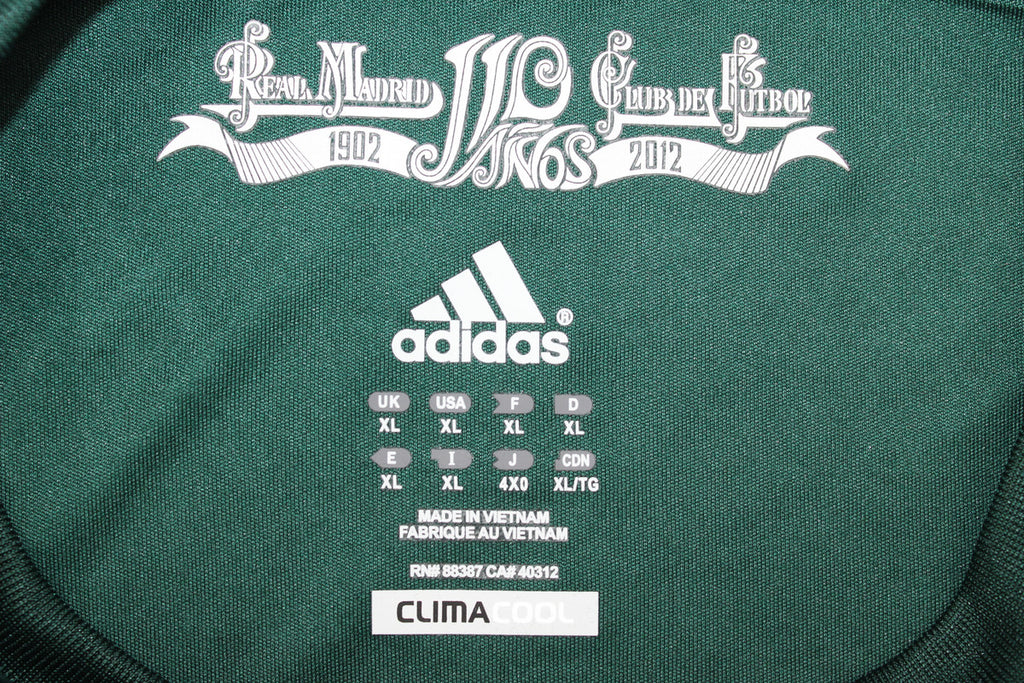 REAL MADRID 110 AÑOS CLUB DE FUTBOL
1902 2012
adidas®
UK USA F D
XL XL XL XL
E I J CDN
XL XL 4X0 XL/TG
MADE IN VIETNAM
FABRIQUE AU VIETNAM
RN# 88387 CA# 40312
CLIMACOOL